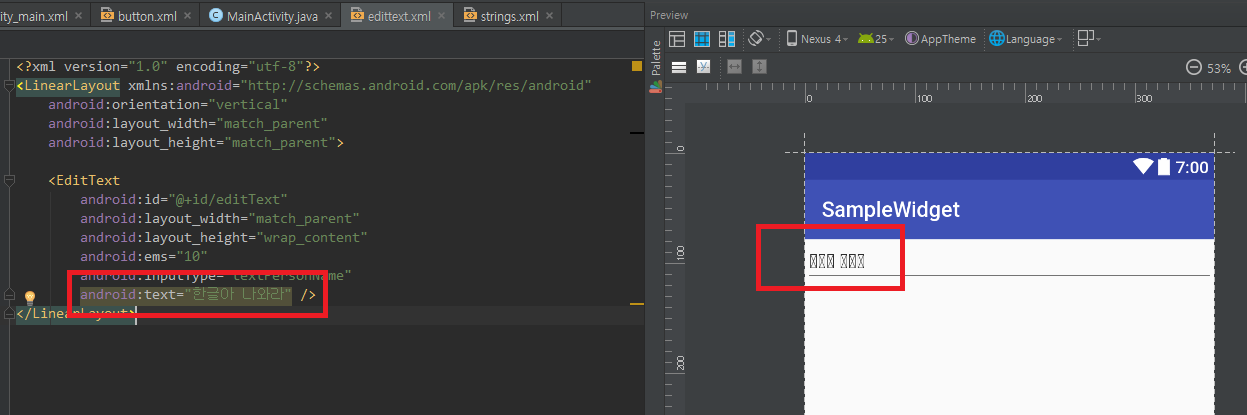 ity_main.xml × button.xml × MainActivity.java × edittext.xml × strings.xml ×
<?xml version="1.0" encoding="utf-8"?>
<LinearLayout xmlns:android="http://schemas.android.com/apk/res/android"
android:orientation="vertical"
android:layout_width="match_parent"
android:layout_height="match_parent">
<EditText
android:id="@+id/editText"
android:layout_width="match_parent"
android:layout_height="wrap_content"
android:ems="10"
android:inputType="textPersonName"
android:text="한글아 나와라" />
</LinearLayout>
Preview
Palette
Nexus 4 25 AppTheme Language
53%
0 100 200 300
0
100
200
7:00
SampleWidget